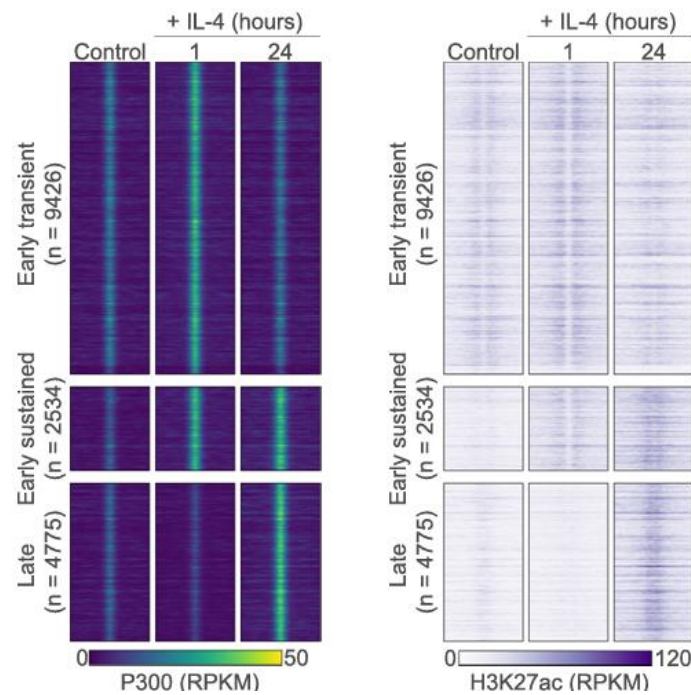 + IL-4 (hours)
Control 1 24
Early transient
(n = 9426)
Early sustained
(n = 2534)
Late
(n = 4775)
0 50
P300 (RPKM)
+ IL-4 (hours)
Control 1 24
Early transient
(n = 9426)
Early sustained
(n = 2534)
Late
(n = 4775)
0 120
H3K27ac (RPKM)